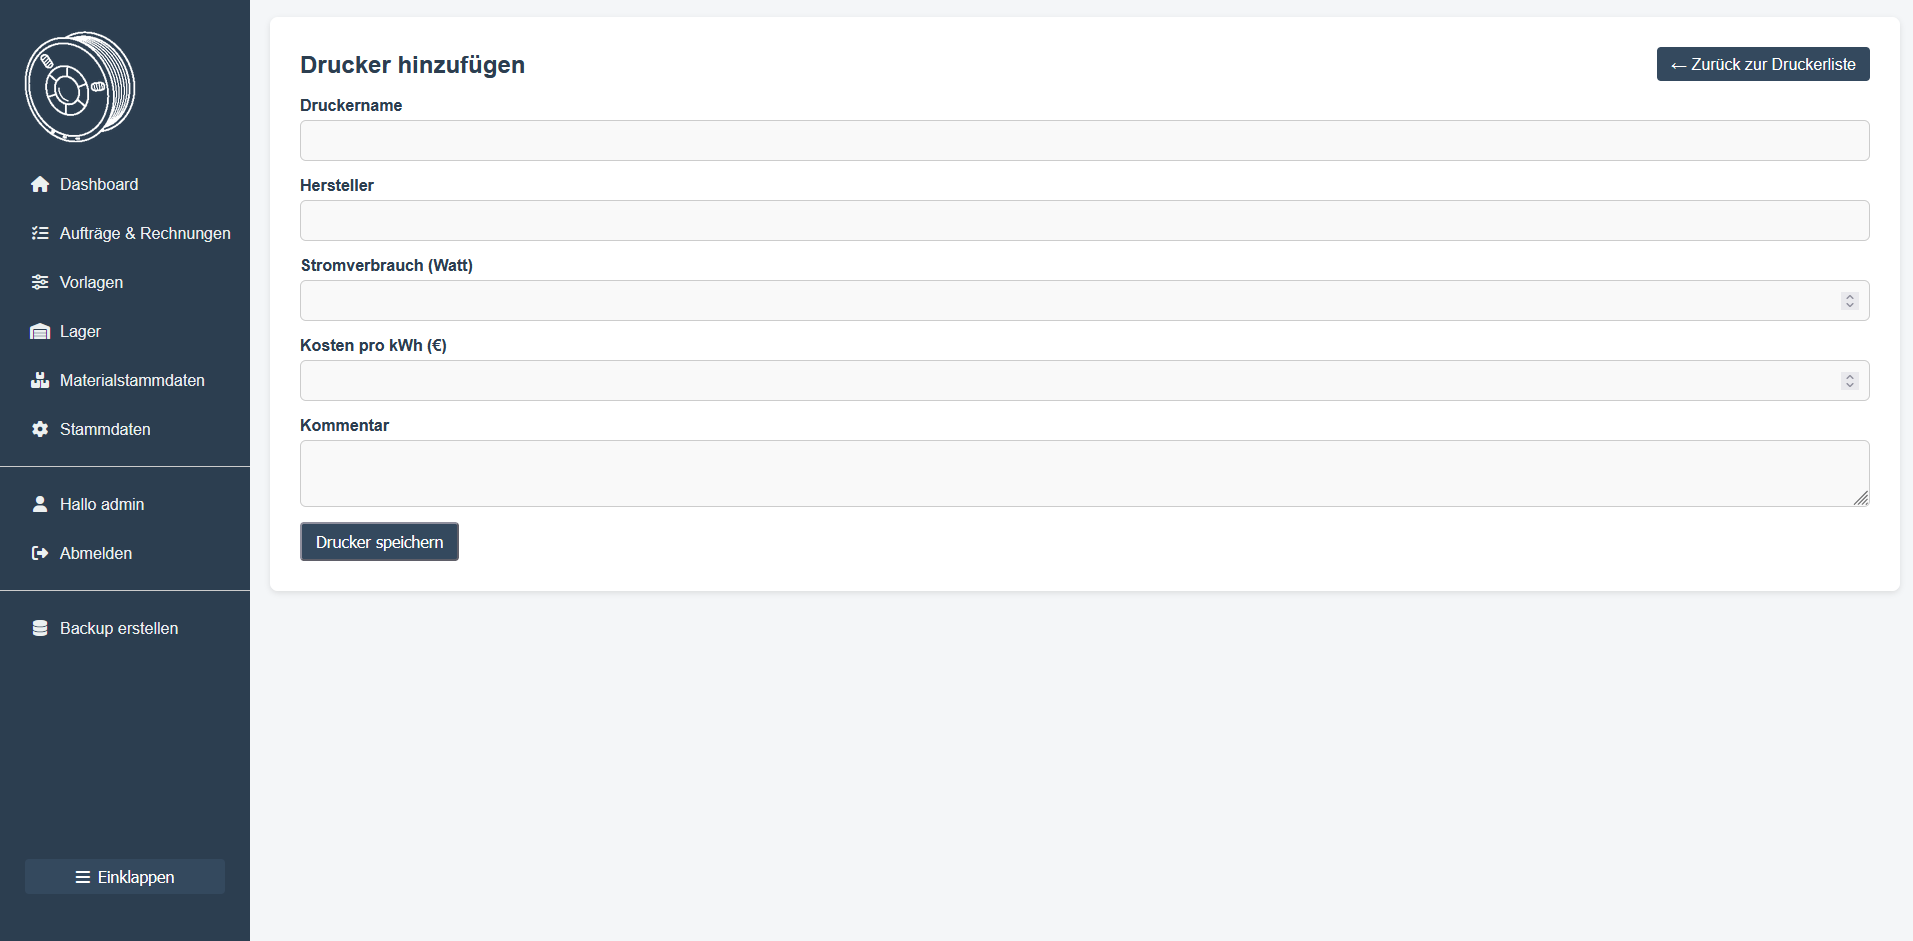 Dashboard
Aufträge & Rechnungen
Vorlagen
Lager
Materialstammdaten
Stammdaten
Hallo admin
Abmelden
Backup erstellen
Einklappen
Drucker hinzufügen
← Zurück zur Druckerliste
Druckername
Hersteller
Stromverbrauch (Watt)
Kosten pro kWh (€)
Kommentar
Drucker speichern